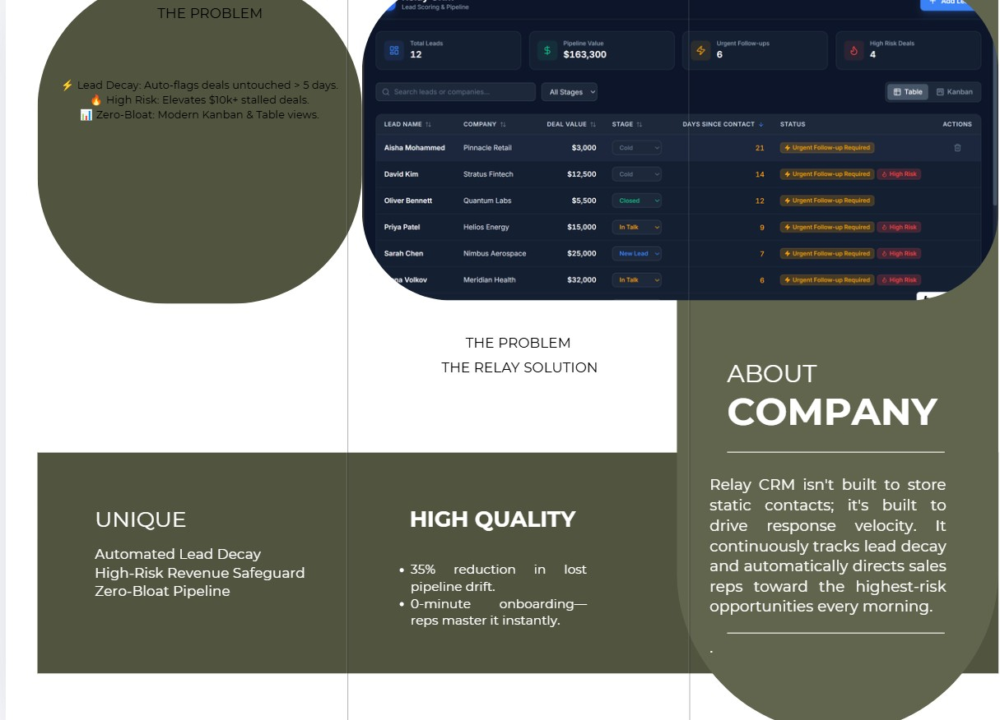 THE PROBLEM
⚡ Lead Decay: Auto-flags deals untouched > 5 days.
🔥 High Risk: Elevates $10k+ stalled deals.
📊 Zero-Bloat: Modern Kanban & Table views.
Lead Scoring & Pipeline
Total Leads
12
Pipeline Value
$163,300
Urgent Follow-ups
6
High Risk Deals
4
Search leads or companies...
All Stages
Table
Kanban
LEAD NAME COMPANY DEAL VALUE STAGE DAYS SINCE CONTACT STATUS ACTIONS
Aisha Mohammed Pinnacle Retail $3,000 Cold 21 Urgent Follow-up Required
David Kim Stratus Fintech $12,500 Cold 14 Urgent Follow-up Required High Risk
Oliver Bennett Quantum Labs $5,500 Closed 12 Urgent Follow-up Required
Priya Patel Helios Energy $15,000 In Talk 9 Urgent Follow-up Required High Risk
Sarah Chen Nimbus Aerospace $25,000 New Lead 7 Urgent Follow-up Required High Risk
Volkov Meridian Health $32,000 In Talk 6 Urgent Follow-up Required High Risk
THE PROBLEM
THE RELAY SOLUTION
ABOUT
COMPANY
Relay CRM isn't built to store
static contacts; it's built to
drive response velocity. It
continuously tracks lead decay
and automatically directs sales
reps toward the highest-risk
opportunities every morning.
.
UNIQUE
Automated Lead Decay
High-Risk Revenue Safeguard
Zero-Bloat Pipeline
HIGH QUALITY
• 35% reduction in lost
pipeline drift.
• 0-minute onboarding—
reps master it instantly.